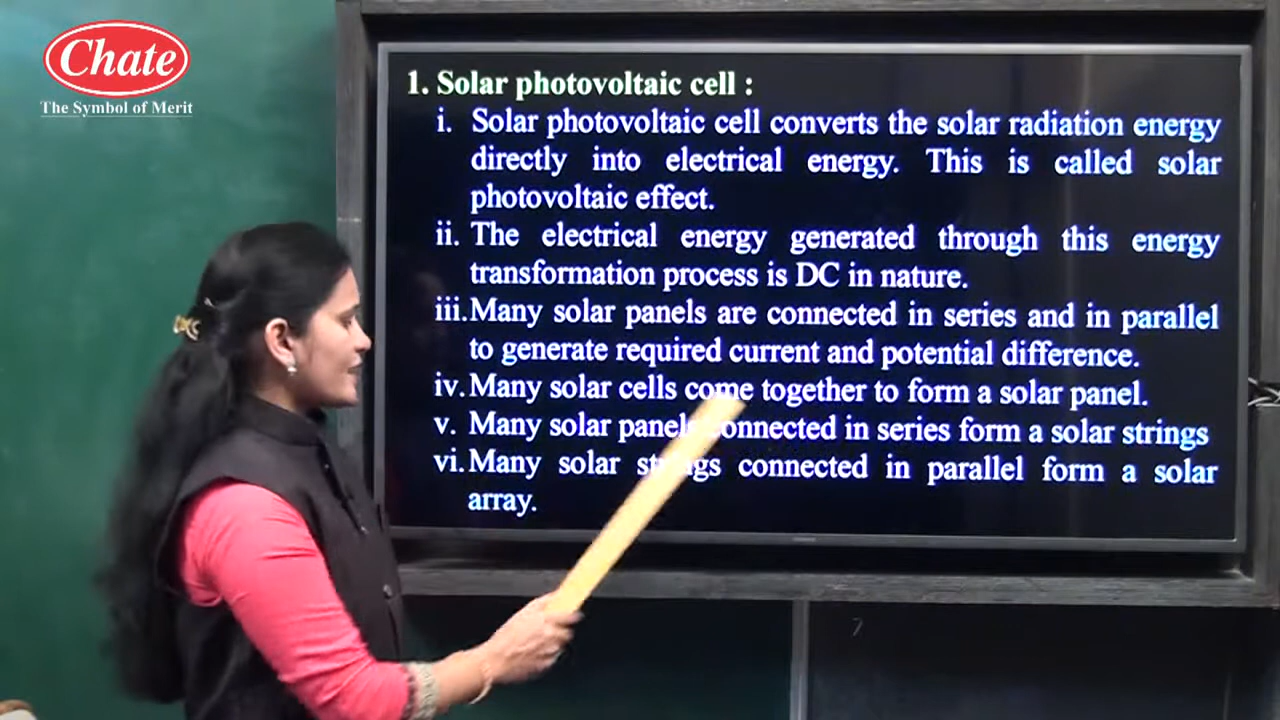 Chate
The Symbol of Merit
1. Solar photovoltaic cell :
i. Solar photovoltaic cell converts the solar radiation energy
directly into electrical energy. This is called solar
photovoltaic effect.
ii. The electrical energy generated through this energy
transformation process is DC in nature.
iii. Many solar panels are connected in series and in parallel
to generate required current and potential difference.
iv. Many solar cells come together to form a solar panel.
v. Many solar panels connected in series form a solar strings
vi. Many solar strings connected in parallel form a solar
array.